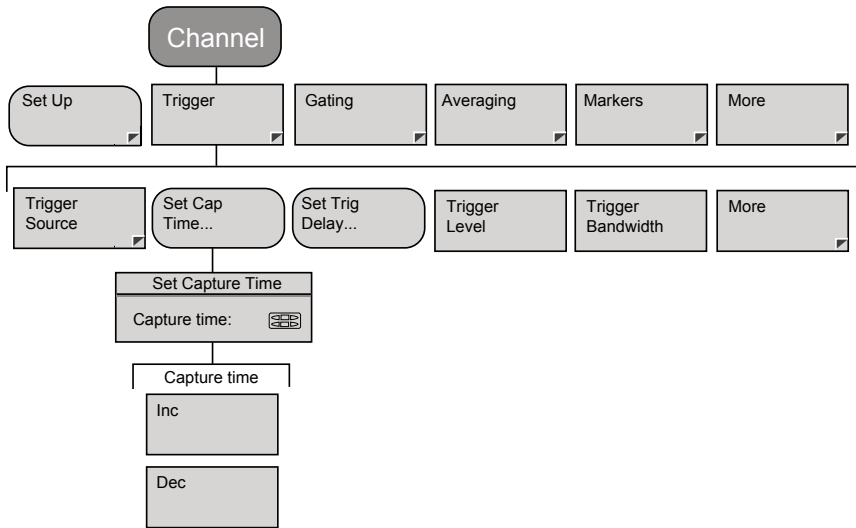 Channel
Set Up
Trigger
Gating
Averaging
Markers
More
Trigger
Source
Set Cap
Time...
Set Trig
Delay...
Trigger
Level
Trigger
Bandwidth
More
Set Capture Time
Capture time:
Capture time
Inc
Dec